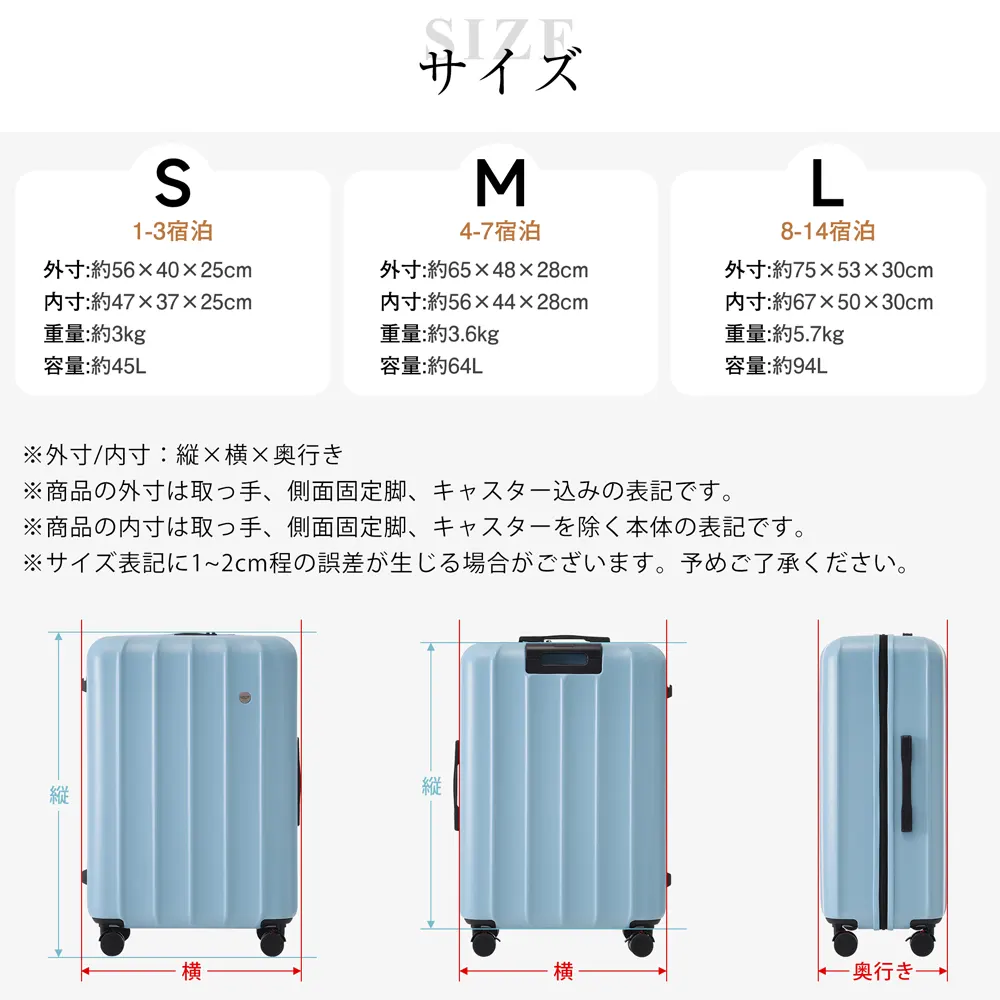 SIZE
サイズ
S
1-3宿泊
外寸:約56×40×25cm
内寸:約47×37×25cm
重量:約3kg
容量:約45L
M
4-7宿泊
外寸:約65×48×28cm
内寸:約56×44×28cm
重量:約3.6kg
容量:約64L
L
8-14宿泊
外寸:約75×53×30cm
内寸:約67×50×30cm
重量:約5.7kg
容量:約94L
※外寸/内寸：縦×横×奥行き
※商品の外寸は取っ手、側面固定脚、キャスター込みの表記です。
※商品の内寸は取っ手、側面固定脚、キャスターを除く本体の表記です。
※サイズ表記に1~2cm程の誤差が生じる場合がございます。予めご了承ください。
縦
横
縦
横
奥行き